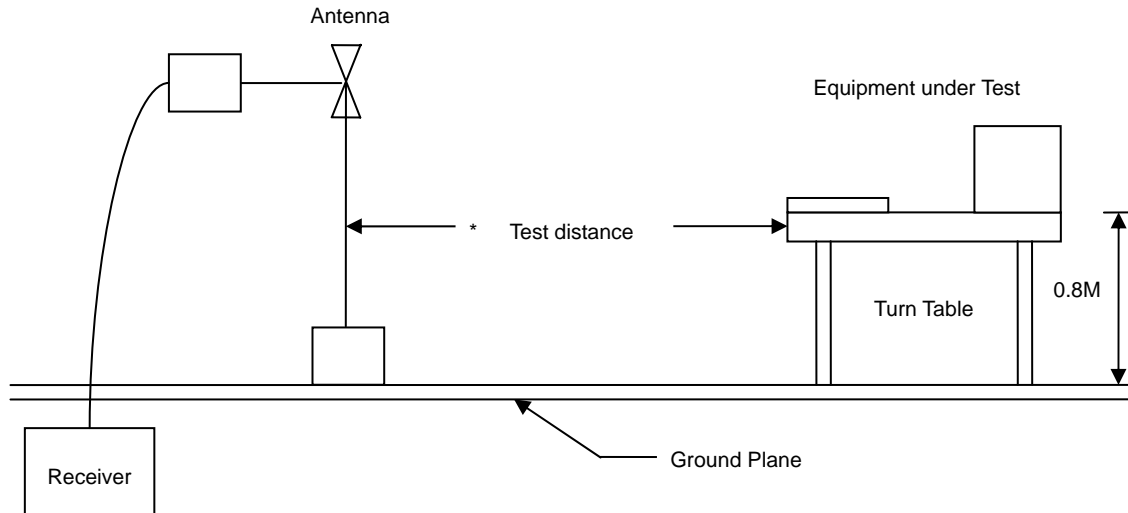 Antenna
Equipment under Test
* Test distance
0.8M
Turn Table
Ground Plane
Receiver